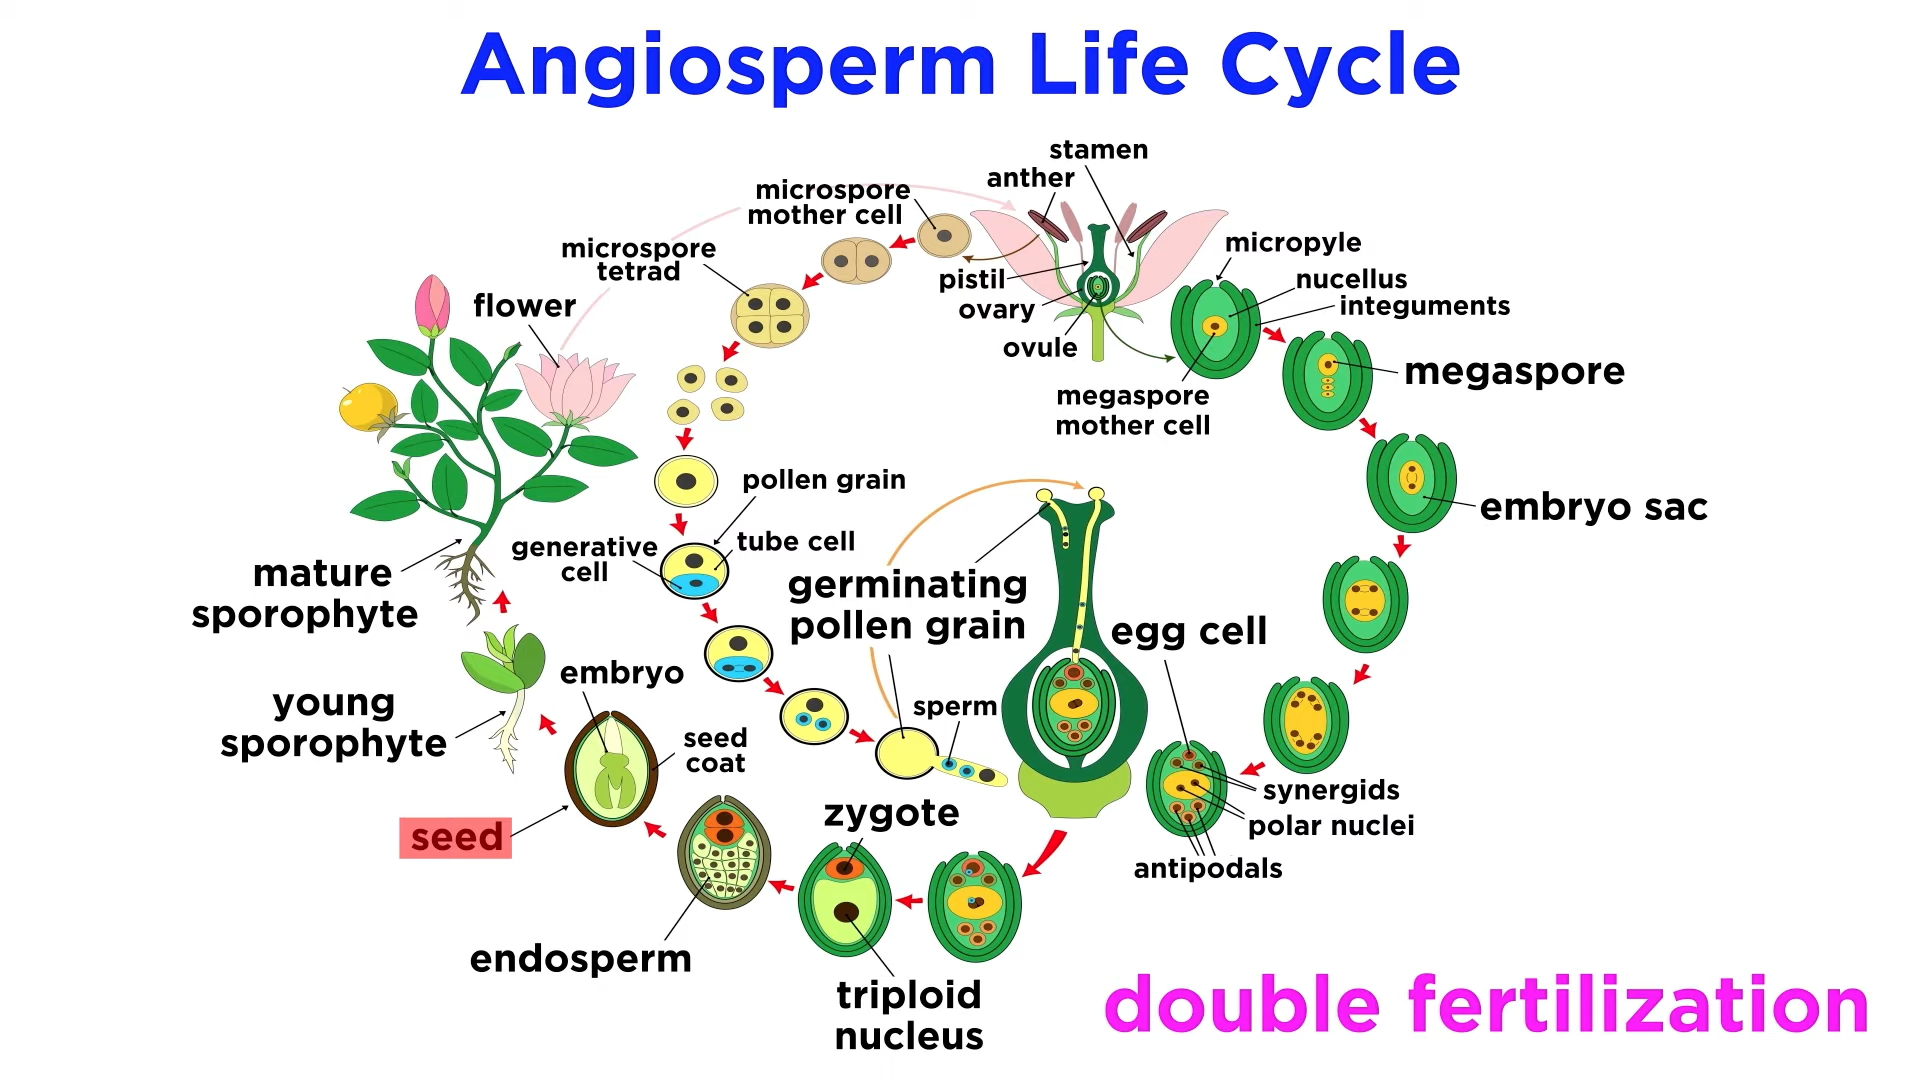 Angiosperm Life Cycle
stamen
anther
microspore
mother cell
microspore
tetrad
flower
pistil
ovary
ovule
micropyle
nucellus
integuments
megaspore
mother cell
megaspore
embryo sac
pollen grain
tube cell
generative
cell
germinating
pollen grain
egg cell
mature
sporophyte
young
sporophyte
embryo
seed
coat
sperm
seed
zygote
synergids
polar nuclei
antipodals
endosperm
triploid
nucleus
double fertilization